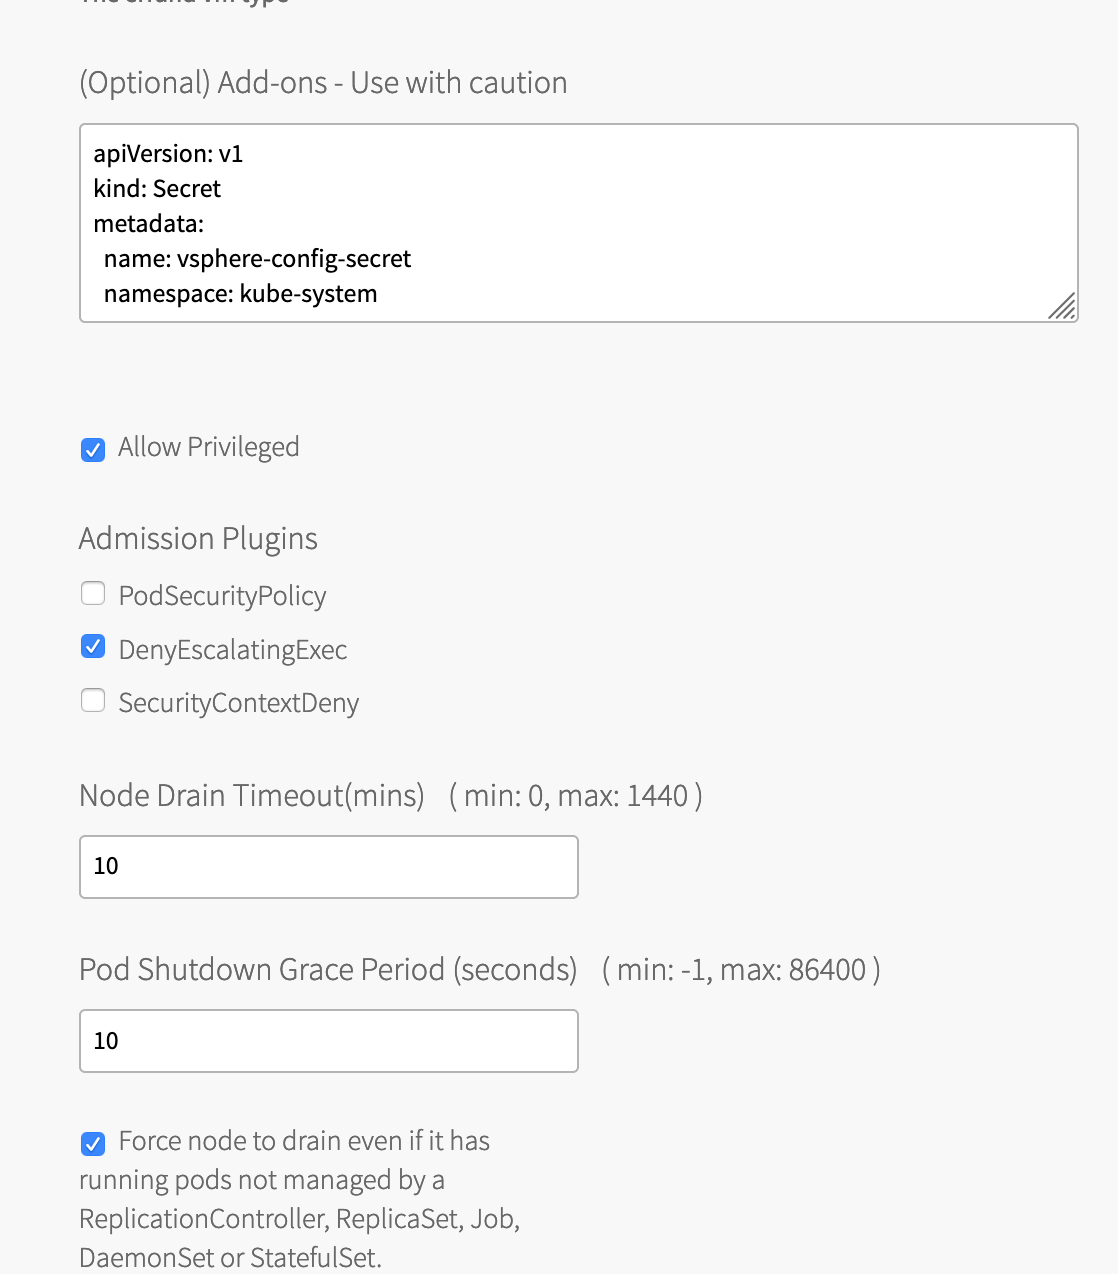 (Optional) Add-ons - Use with caution
apiVersion: v1
kind: Secret
metadata:
  name: vsphere-config-secret
  namespace: kube-system
Allow Privileged
Admission Plugins
PodSecurityPolicy
DenyEscalatingExec
SecurityContextDeny
Node Drain Timeout(mins) ( min: 0, max: 1440 )
10
Pod Shutdown Grace Period (seconds) ( min: -1, max: 86400 )
10
Force node to drain even if it has
running pods not managed by a
ReplicationController, ReplicaSet, Job,
DaemonSet or StatefulSet.